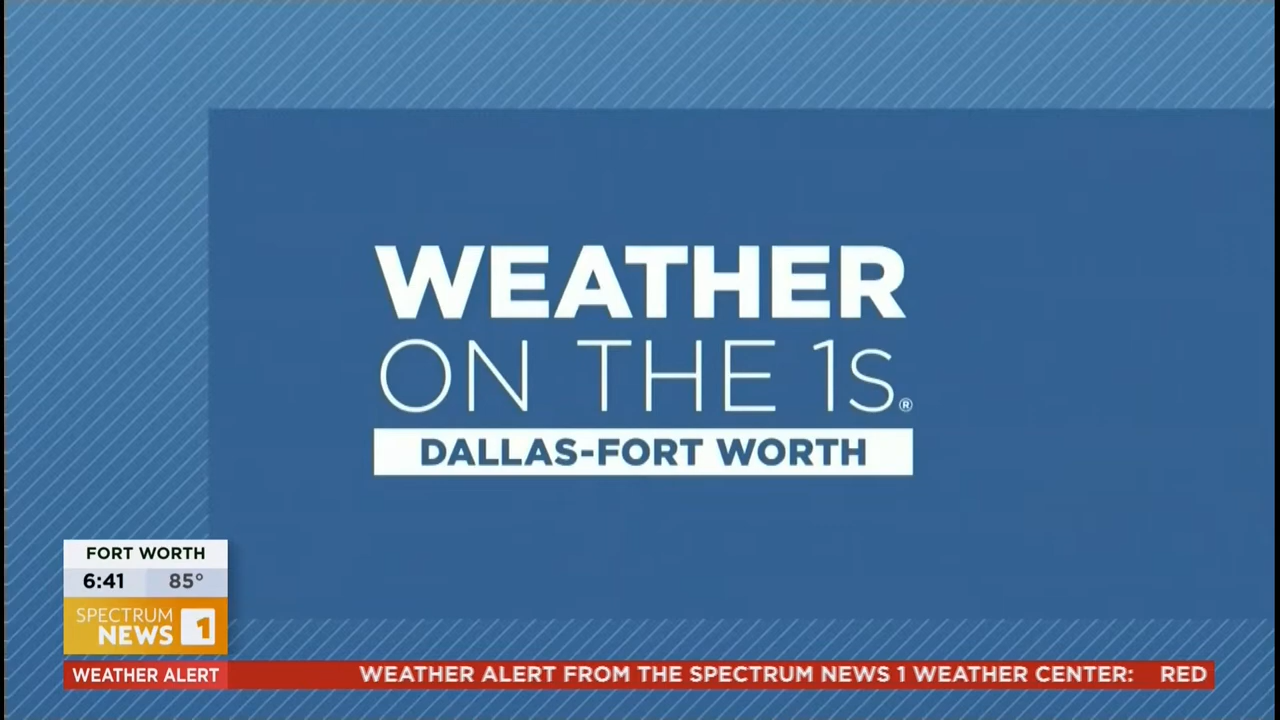 WEATHER
ON THE 1S®
DALLAS-FORT WORTH
FORT WORTH
6:41 85°
SPECTRUM
NEWS 1
WEATHER ALERT WEATHER ALERT FROM THE SPECTRUM NEWS 1 WEATHER CENTER: RED